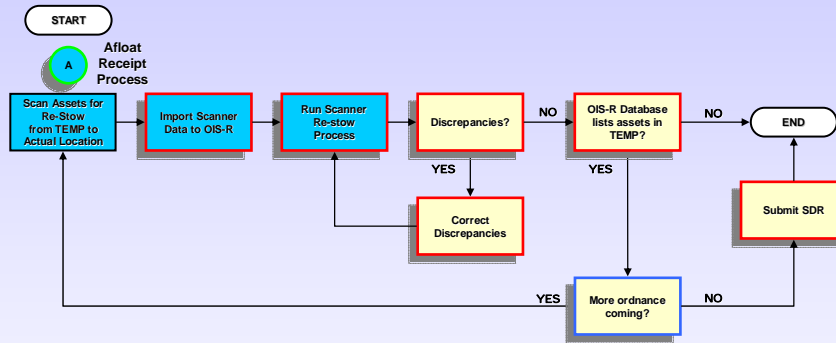 START
A
Afloat
Receipt
Process
Scan Assets for
Re-Stow
from TEMP to
Actual Location
Import Scanner
Data to OIS-R
Run Scanner
Re-stow
Process
Discrepancies?
NO
OIS-R Database
lists assets in
TEMP?
NO
END
YES
YES
Correct
Discrepancies
Submit SDR
More ordnance
coming?
YES
NO